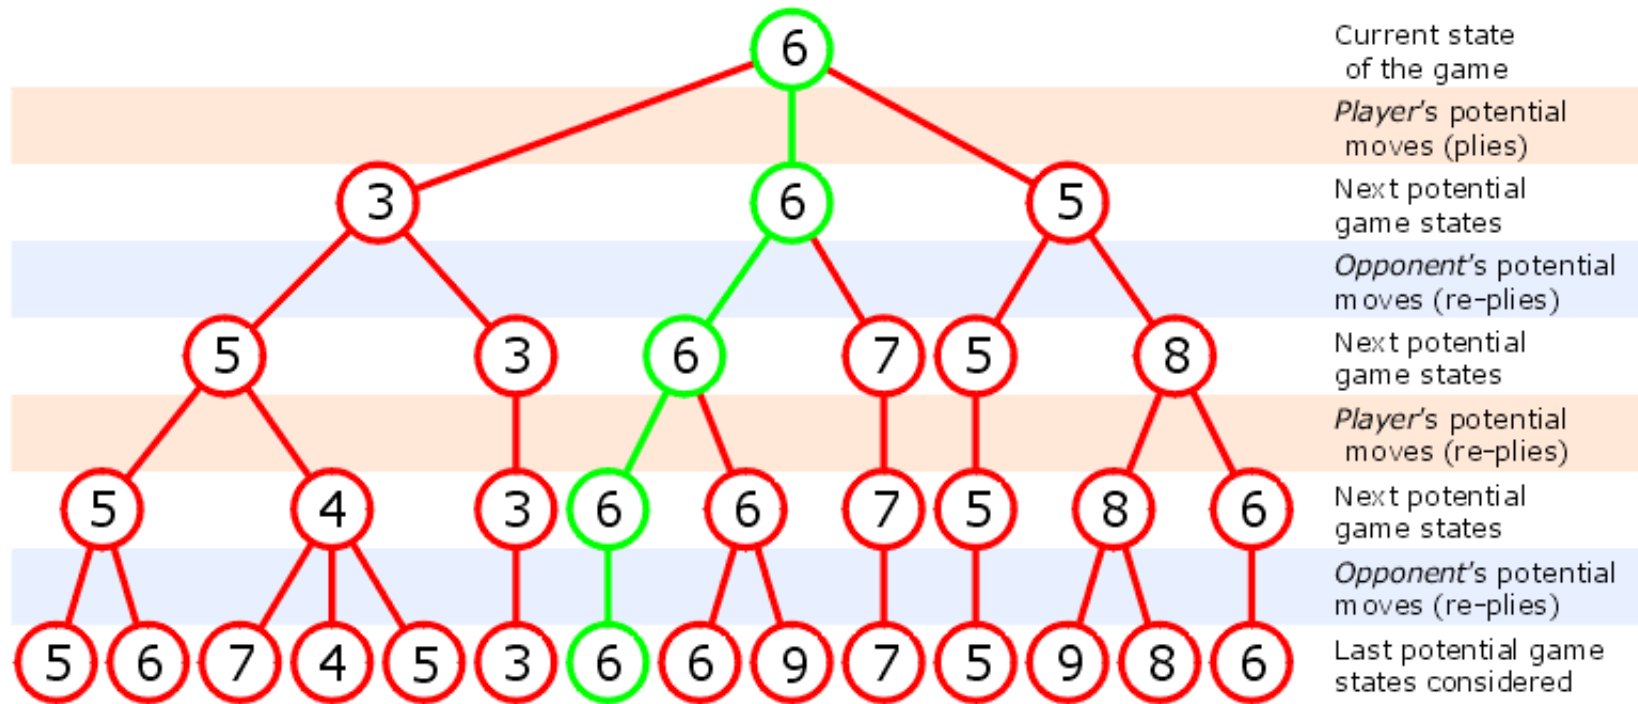 6
Current state
of the game
Player's potential
moves (plies)
3 6 5
Next potential
game states
Opponent's potential
moves (re-plies)
5 3 6 7 5 8
Next potential
game states
Player's potential
moves (re-plies)
5 4 3 6 6 7 5 8 6
Next potential
game states
Opponent's potential
moves (re-plies)
5 6 7 4 5 3 6 6 9 7 5 9 8 6
Last potential game
states considered